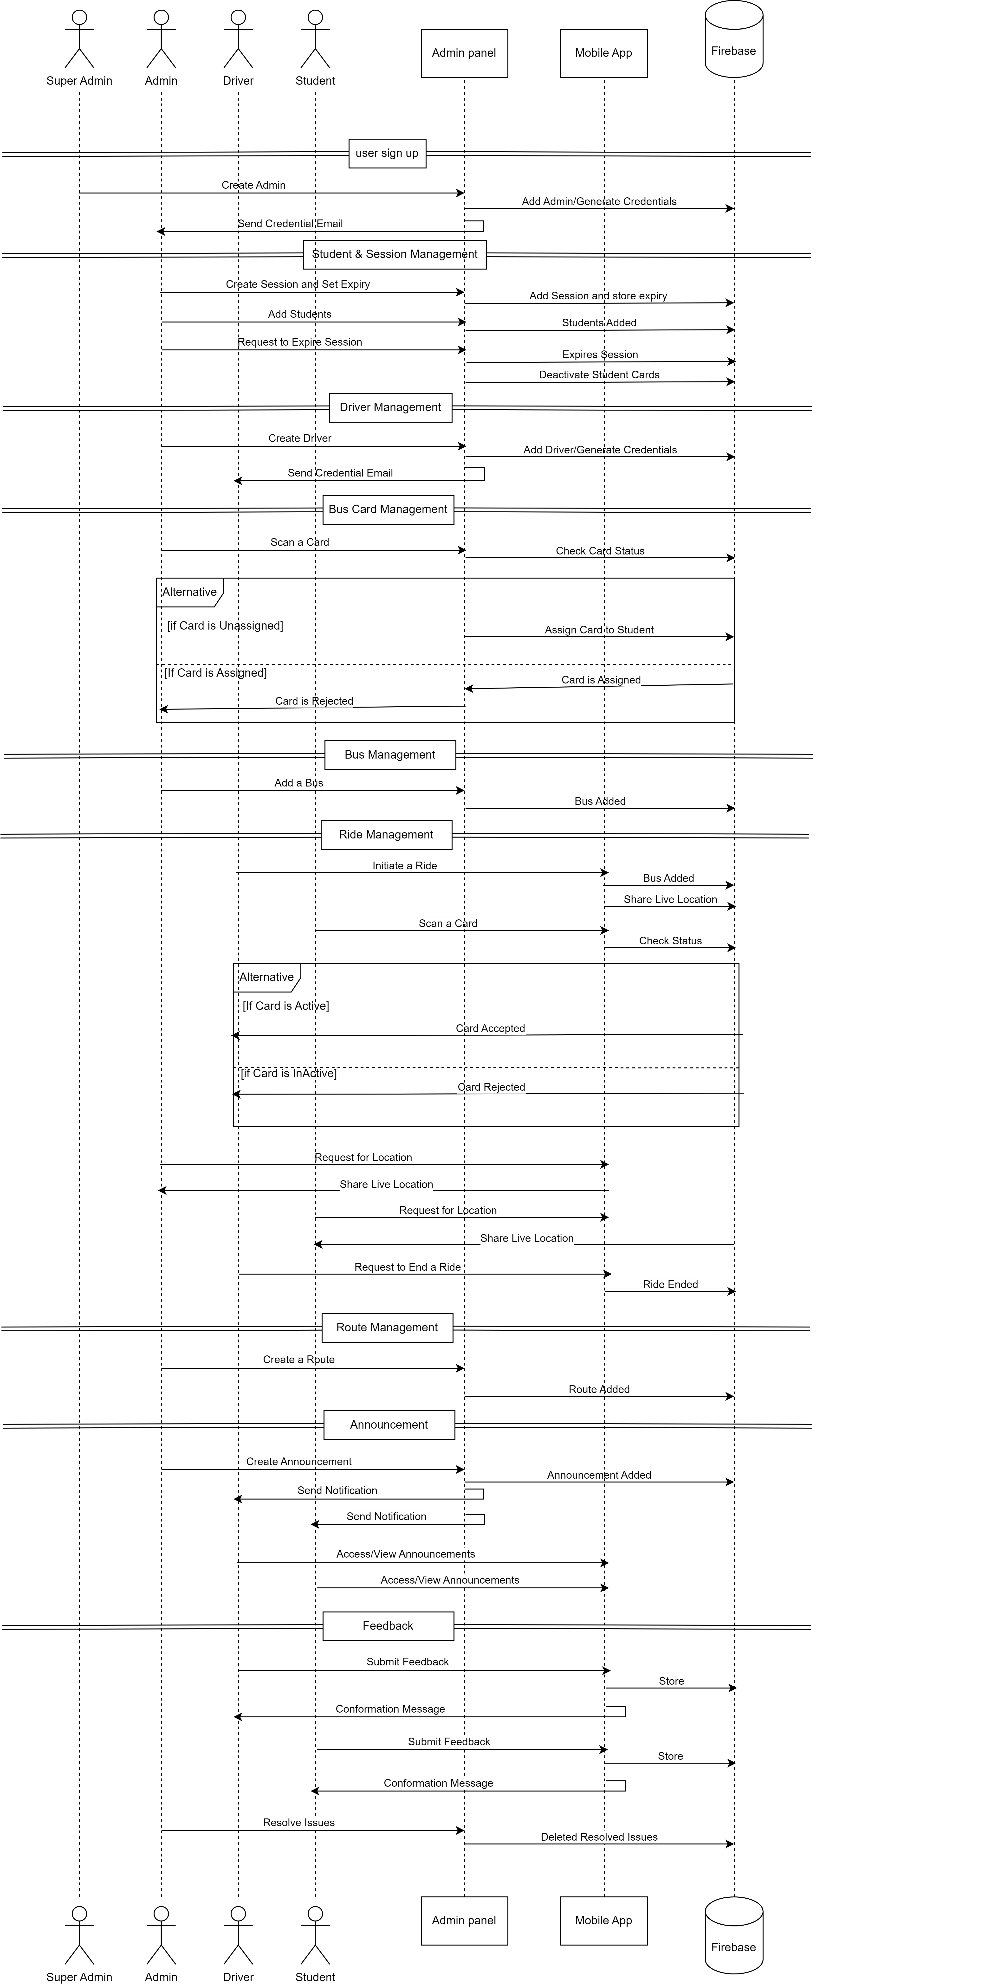 Super Admin
Admin
Driver
Student
Admin panel
Mobile App
Firebase
user sign up
Create Admin
Add Admin/Generate Credentials
Send Credential Email
Student & Session Management
Create Session and Set Expiry
Add Session and store expiry
Add Students
Students Added
Request to Expire Session
Expires Session
Deactivate Student Cards
Driver Management
Create Driver
Add Driver/Generate Credentials
Send Credential Email
Bus Card Management
Scan a Card
Check Card Status
Alternative
[if Card is Unassigned]
Assign Card to Student
[If Card is Assigned]
Card is Assigned
Card is Rejected
Bus Management
Add a Bus
Bus Added
Ride Management
Initiate a Ride
Bus Added
Share Live Location
Scan a Card
Check Status
Alternative
[If Card is Active]
Card Accepted
[if Card is InActive]
Card Rejected
Request for Location
Share Live Location
Request for Location
Share Live Location
Request to End a Ride
Ride Ended
Route Management
Create a Route
Route Added
Announcement
Create Announcement
Announcement Added
Send Notification
Send Notification
Access/View Announcements
Access/View Announcements
Feedback
Submit Feedback
Store
Conformation Message
Submit Feedback
Store
Conformation Message
Resolve Issues
Deleted Resolved Issues
Admin panel
Mobile App
Firebase
Super Admin
Admin
Driver
Student